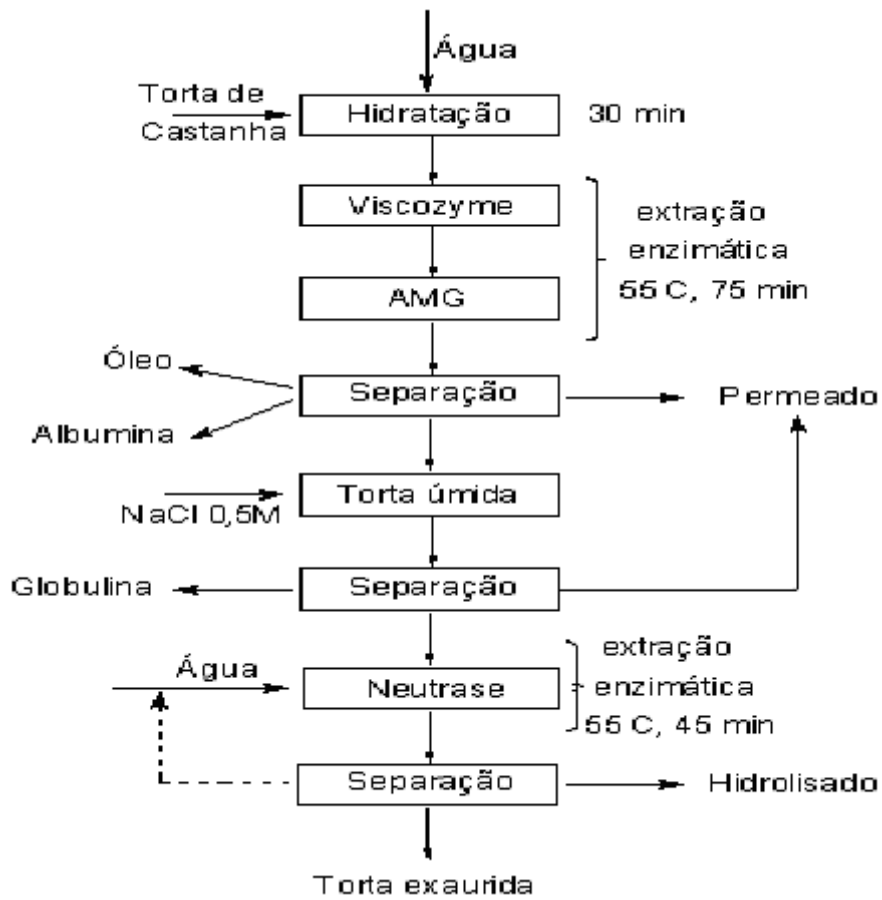 Água
Torta de
Castanha
Hidratação
30 min
Viscozyme
extração
enzimática
55 C, 75 min
AMG
Óleo
Albumina
Separação
Permeado
NaCl 0,5M
Torta úmida
Globulina
Separação
Água
Neutrase
extração
enzimática
55 C, 45 min
Separação
Hidrolisado
Torta exaurida